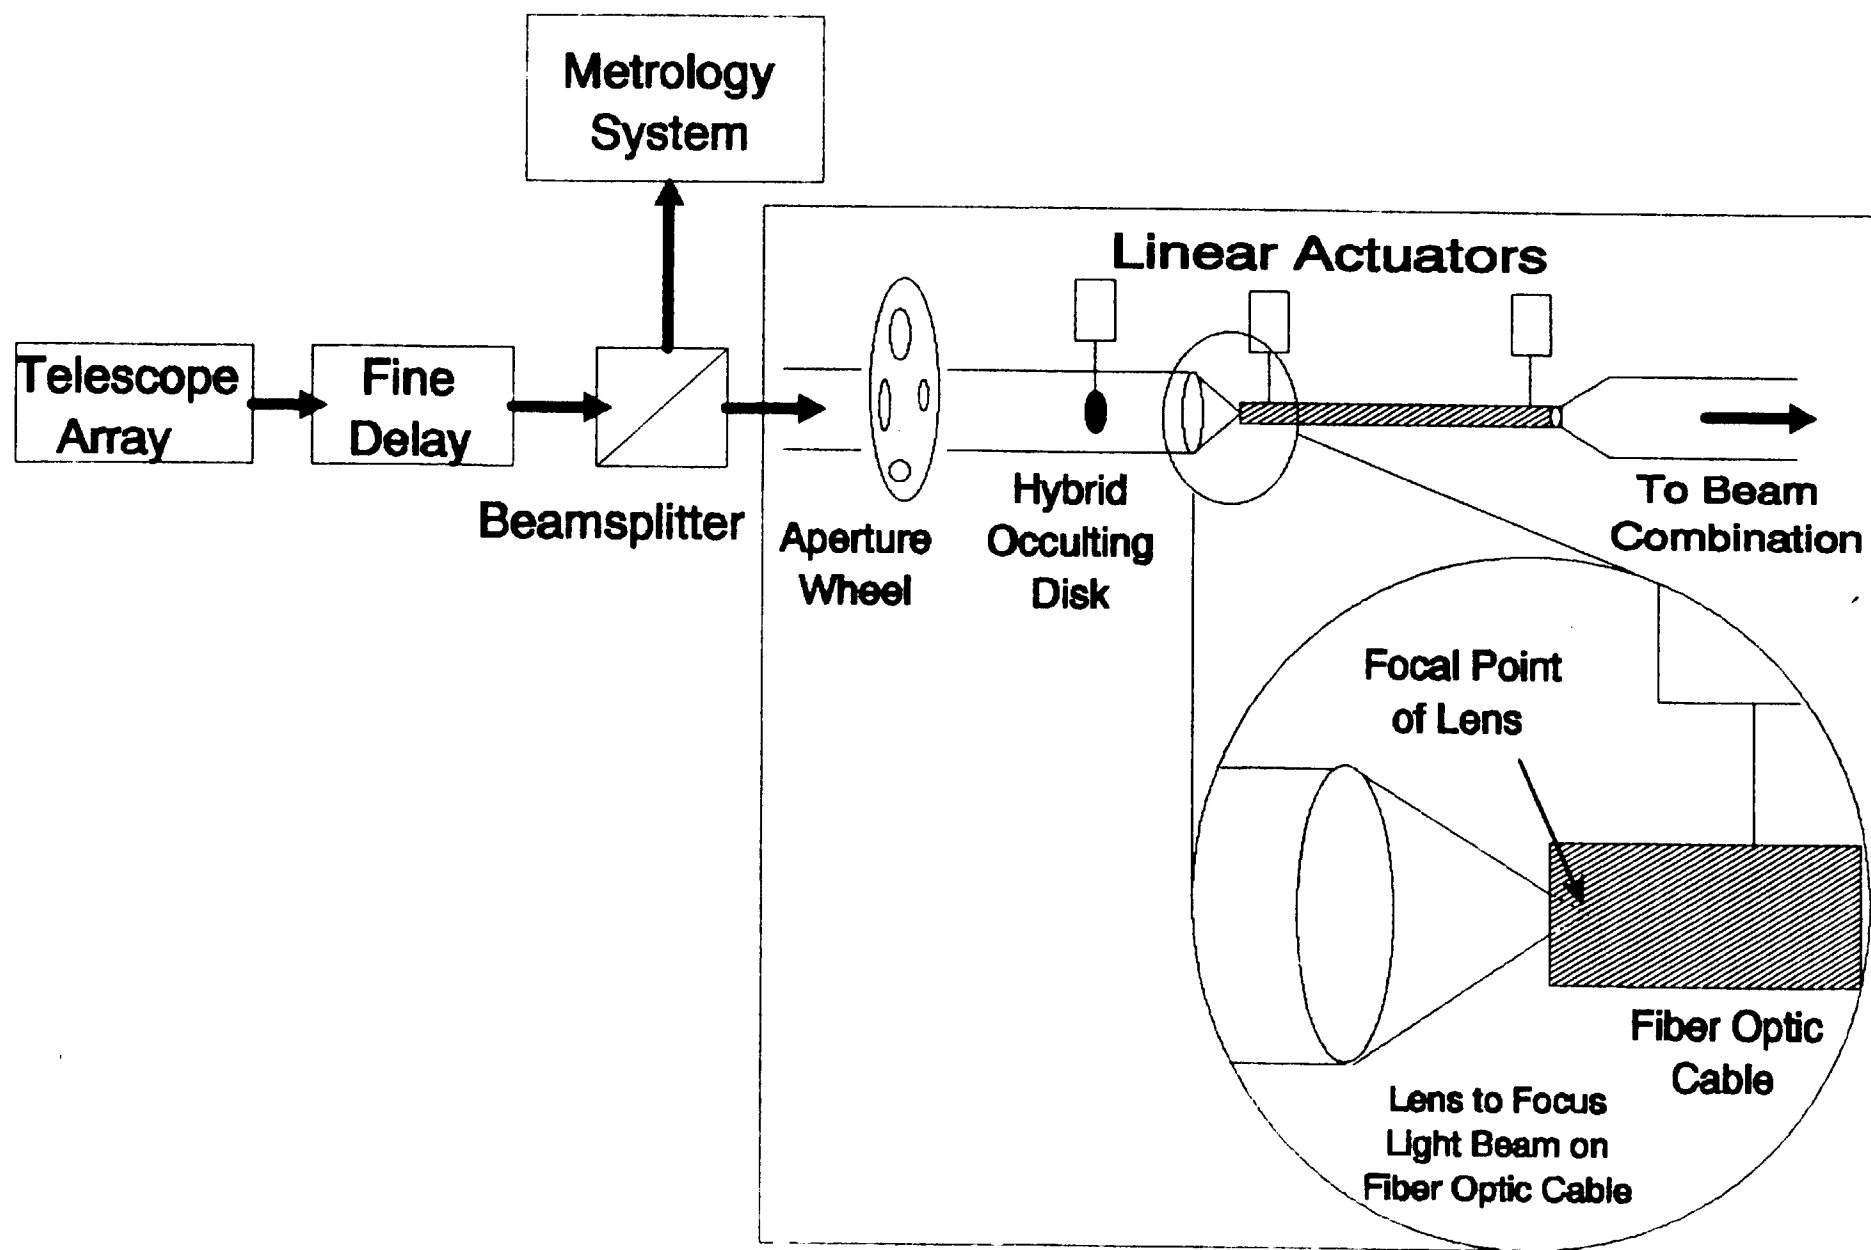 Metrology
System
Linear Actuators
Telescope
Array
Fine
Delay
Beamsplitter
Aperture
Wheel
Hybrid
Occulting
Disk
To Beam
Combination
Focal Point
of Lens
Fiber Optic
Cable
Lens to Focus
Light Beam on
Fiber Optic Cable